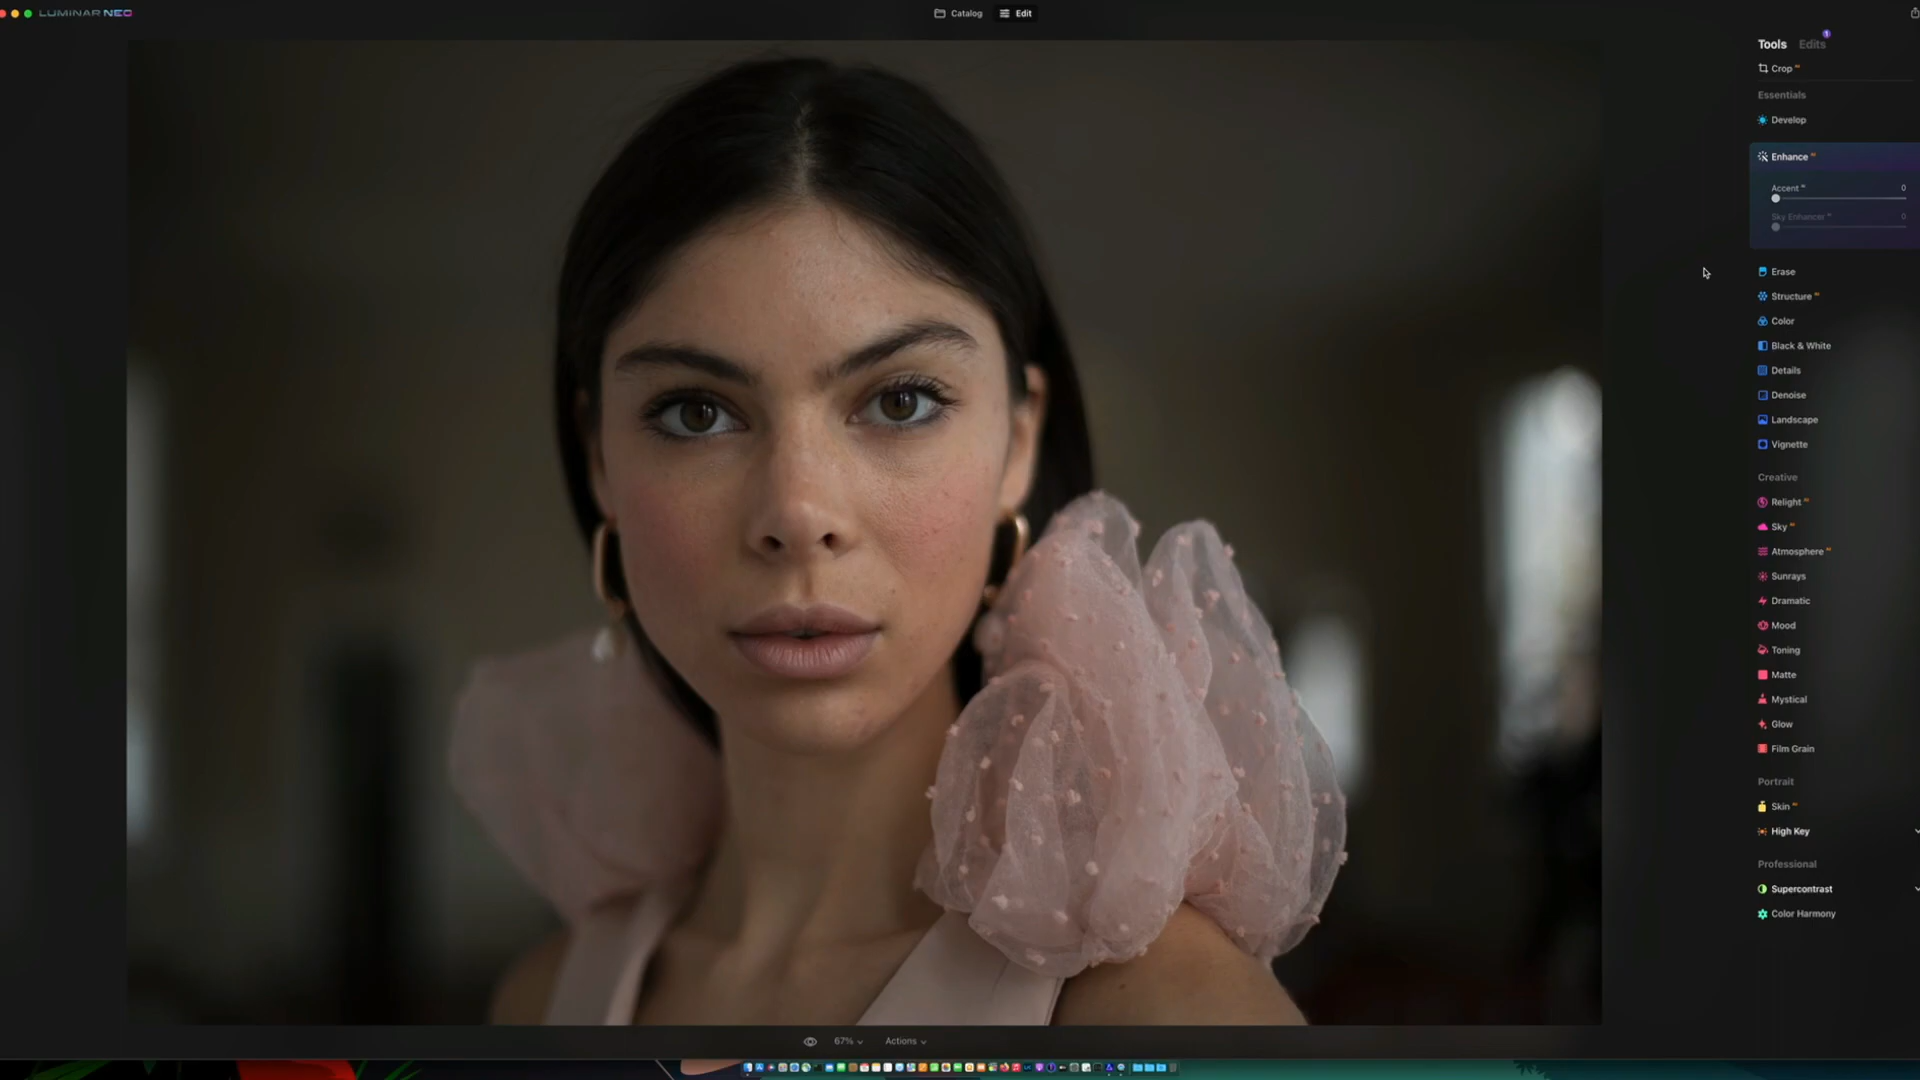 LUMINAR NEO
Catalog
Edit
Tools
Edits
1
Crop
Essentials
Develop
Enhance
Accent
0
Sky Enhancer
0
Erase
Structure
Color
Black & White
Details
Denoise
Landscape
Vignette
Creative
Relight
Sky
Atmosphere
Sunrays
Dramatic
Mood
Toning
Matte
Mystical
Glow
Film Grain
Portrait
Skin
High Key
Professional
Supercontrast
Color Harmony
67%
Actions